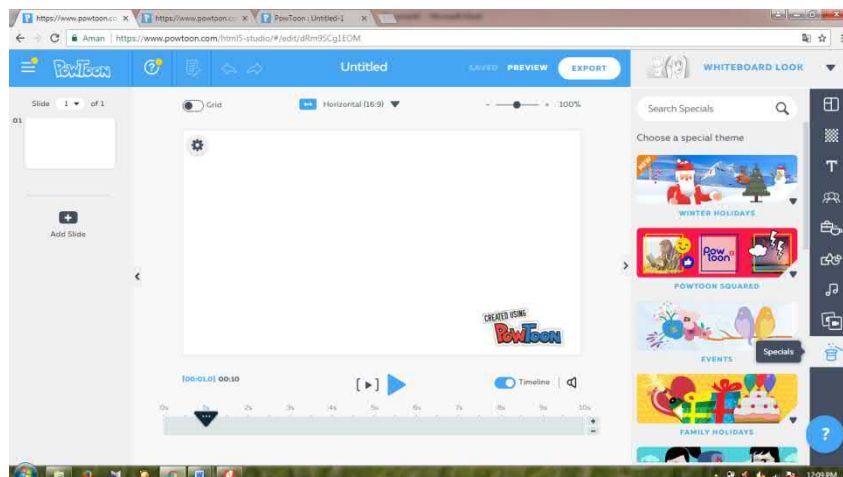 https://www.powtoon.c
https://www.powtoon.c
PowToon : Untitled-1
Aman https://www.powtoon.com/html5-studio/#/edit/dRm9SCg1EOM
POWTOON
Untitled
SAVED PREVIEW EXPORT
WHITEBOARD LOOK
Slide 1 of 1
Grid
Horizontal (16:9)
- + 100%
Search Specials
01
Choose a special theme
NEW
WINTER HOLIDAYS
Add Slide
Pow toon
POWTOON SQUARED
CREATED USING
POWTOON
EVENTS
Specials
[00:01.0] 00:10
Timeline
0s 2s 3s 4s 5s 6s 7s 8s 9s 10s
FAMILY HOLIDAYS
?
12:09 PM